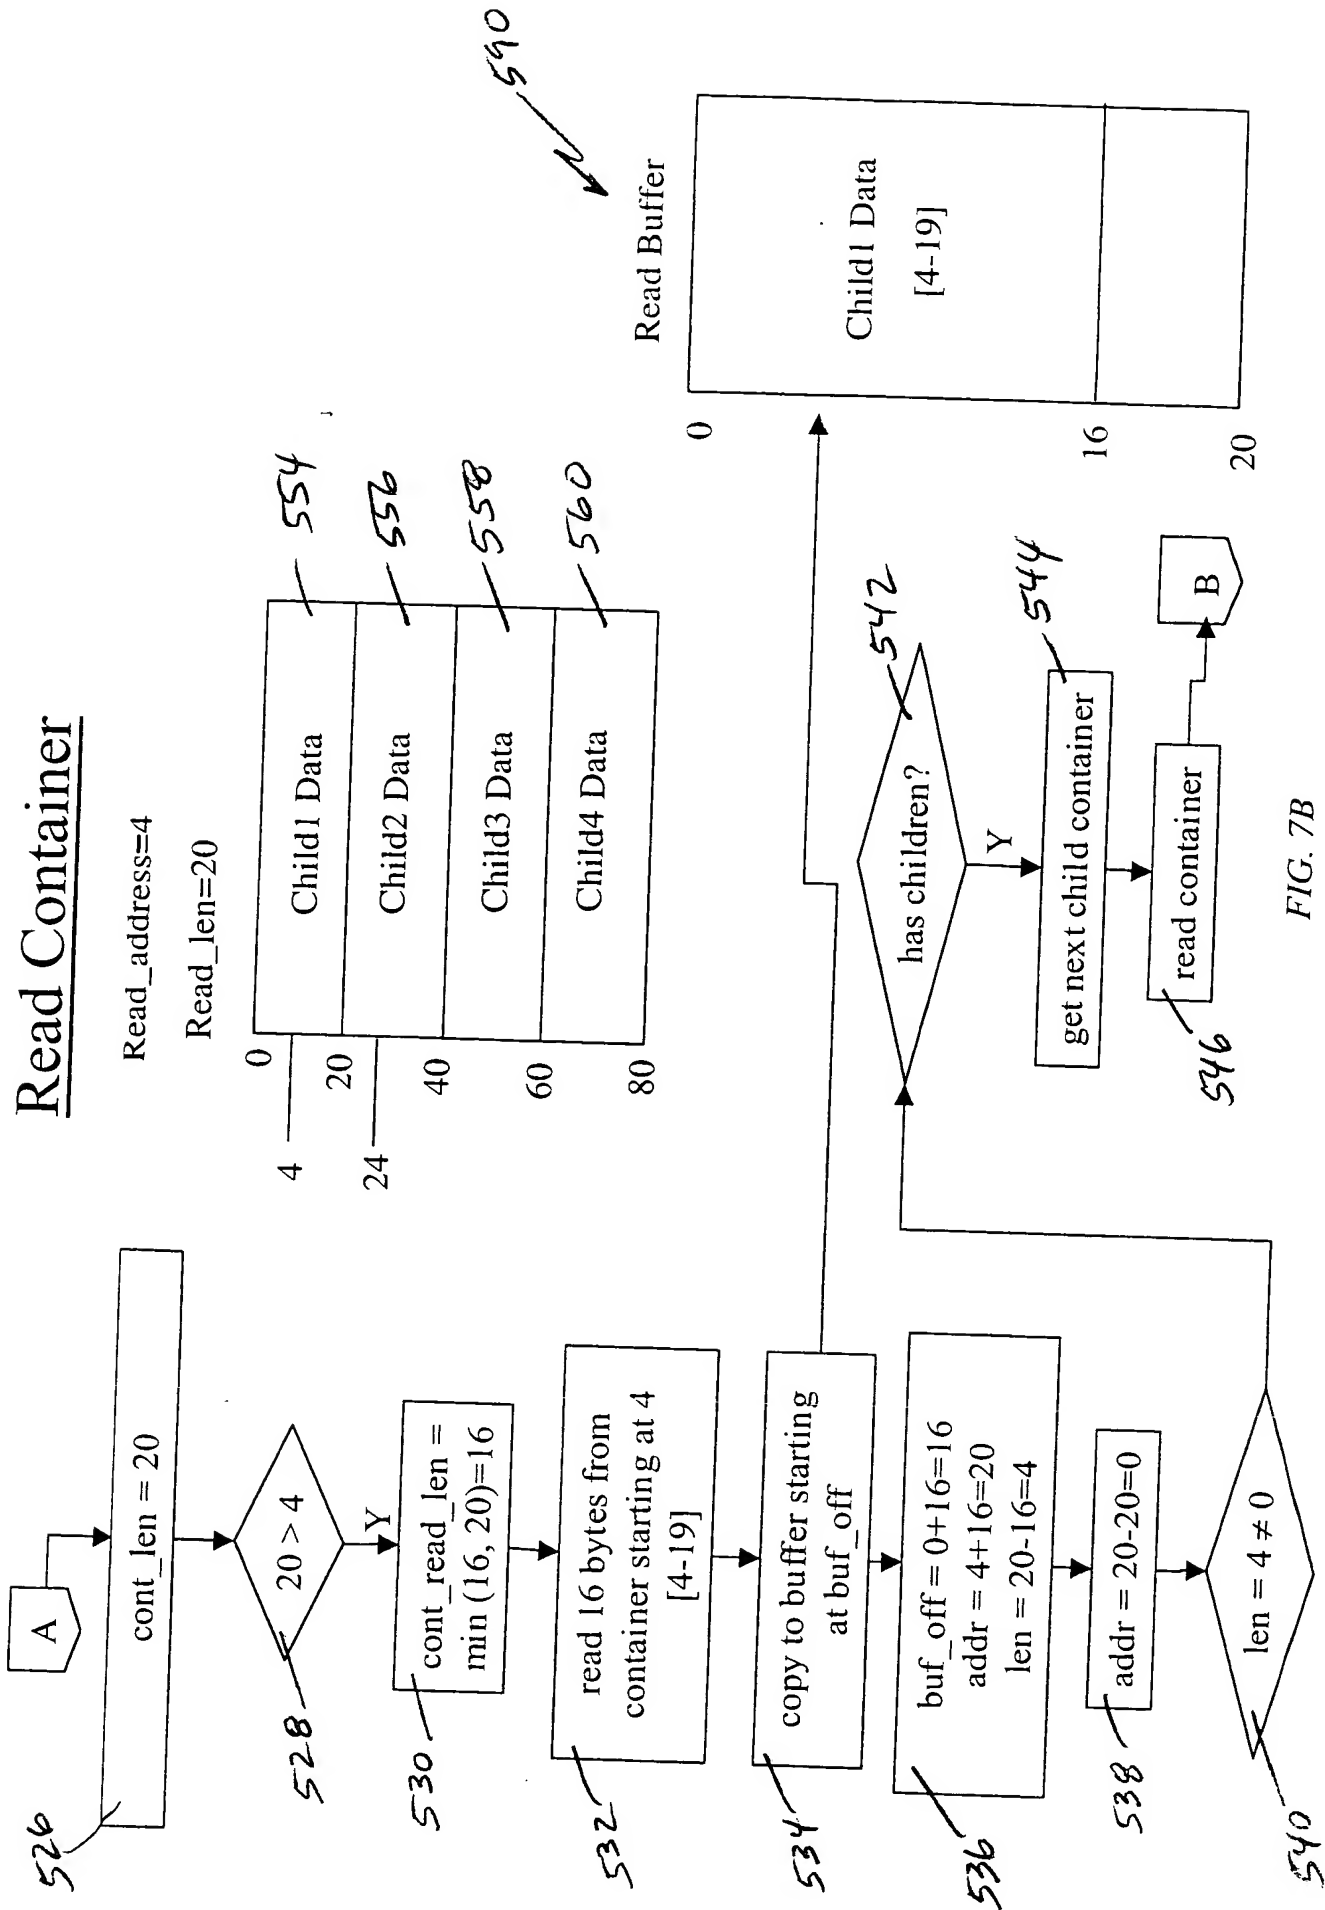 Read Container
Read_address=4
Read_len=20
A
526
cont_len = 20
528
20 > 4
Y
530
cont_read_len =
min (16, 20)=16
532
read 16 bytes from
container starting at 4
[4-19]
534
copy to buffer starting
at buf_off
536
buf_off = 0+16=16
addr = 4+16=20
len = 20-16=4
538
addr = 20-20=0
540
len = 4 ≠ 0
0
4
20
24
40
60
80
Child1 Data
554
Child2 Data
556
Child3 Data
558
Child4 Data
560
542
has children?
Y
544
get next child container
546
read container
B
590
Read Buffer
0
Child1 Data
[4-19]
16
20
FIG. 7B